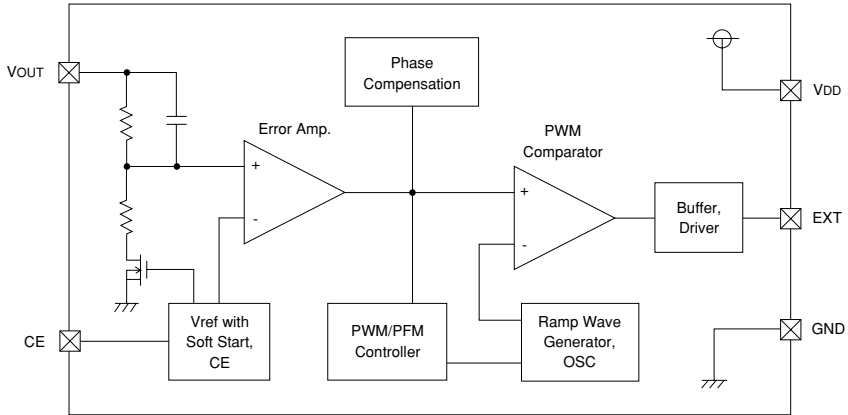 Phase
Compensation
VOUT
VDD
Error Amp.
PWM
Comparator
+
-
+
-
Buffer,
Driver
EXT
Vref with
Soft Start,
CE
PWM/PFM
Controller
Ramp Wave
Generator,
OSC
CE
GND